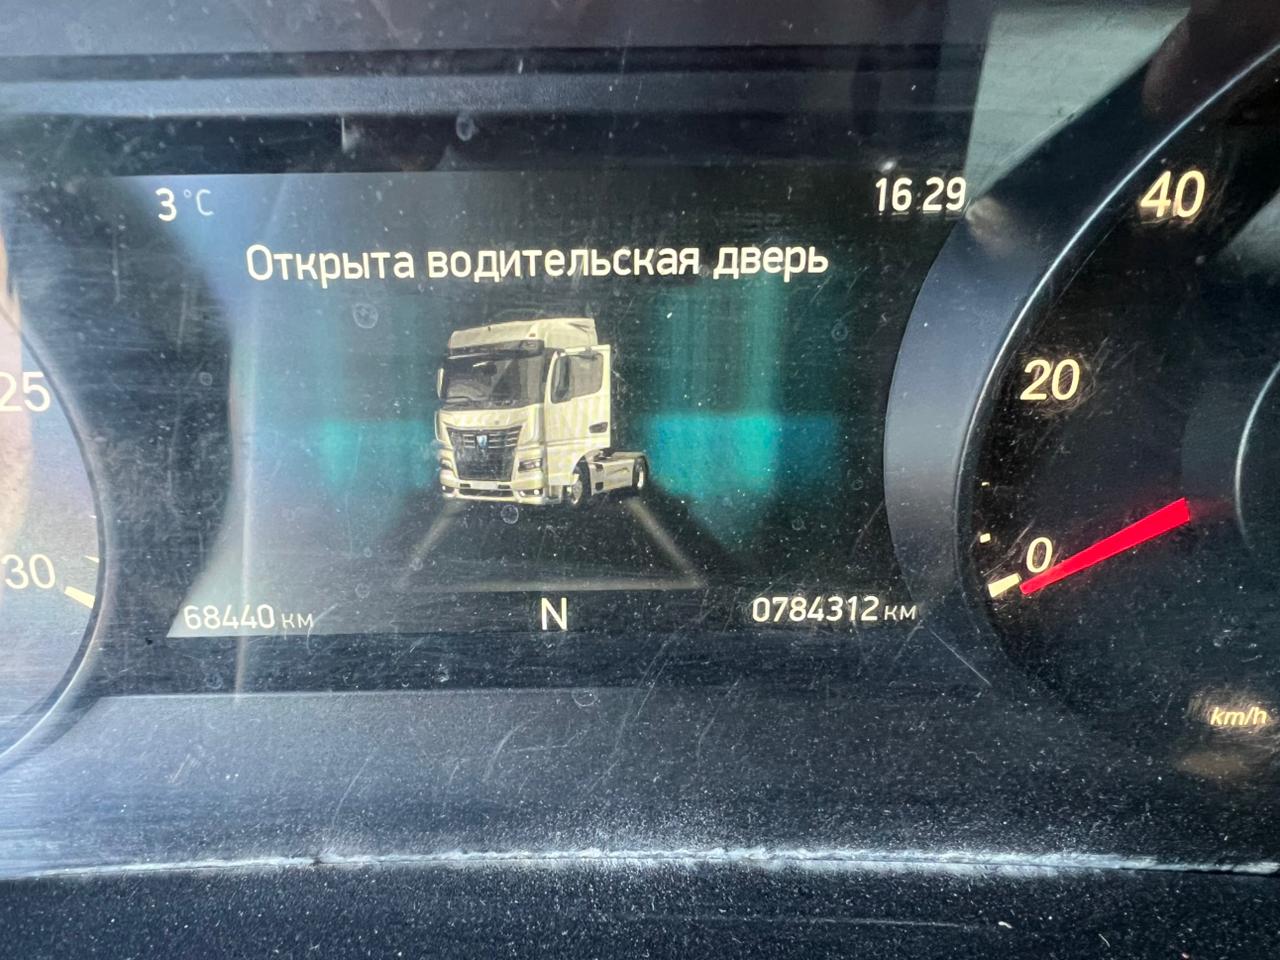 3°C
16:29
Открыта водительская дверь
68440 км
N
0784312 км
25
30
40
20
0
km/h